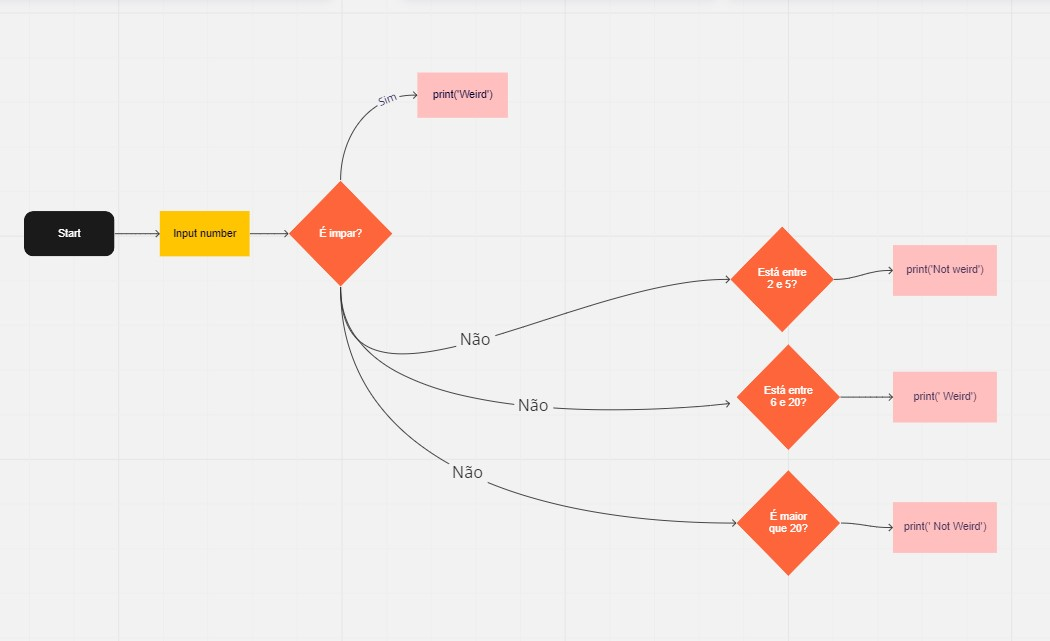 Sim
print('Weird')
Start
Input number
É impar?
Está entre
2 e 5?
print('Not weird')
Não
Está entre
6 e 20?
print(' Weird')
Não
Não
É maior
que 20?
print(' Not Weird')